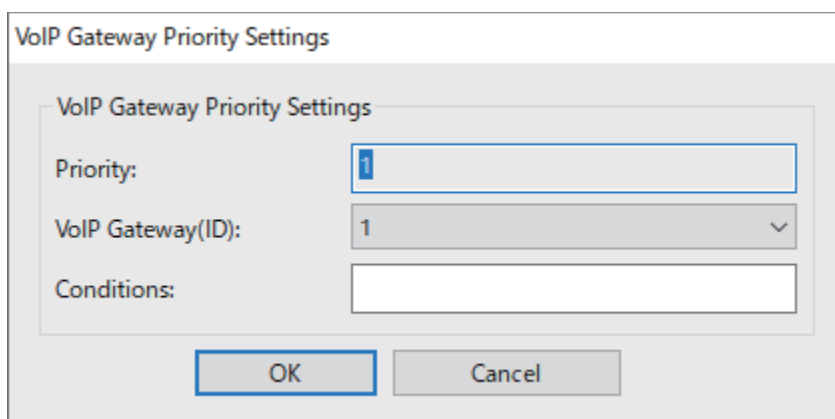 VoIP Gateway Priority Settings
VoIP Gateway Priority Settings
Priority: 1
VoIP Gateway(ID): 1
Conditions:
OK Cancel